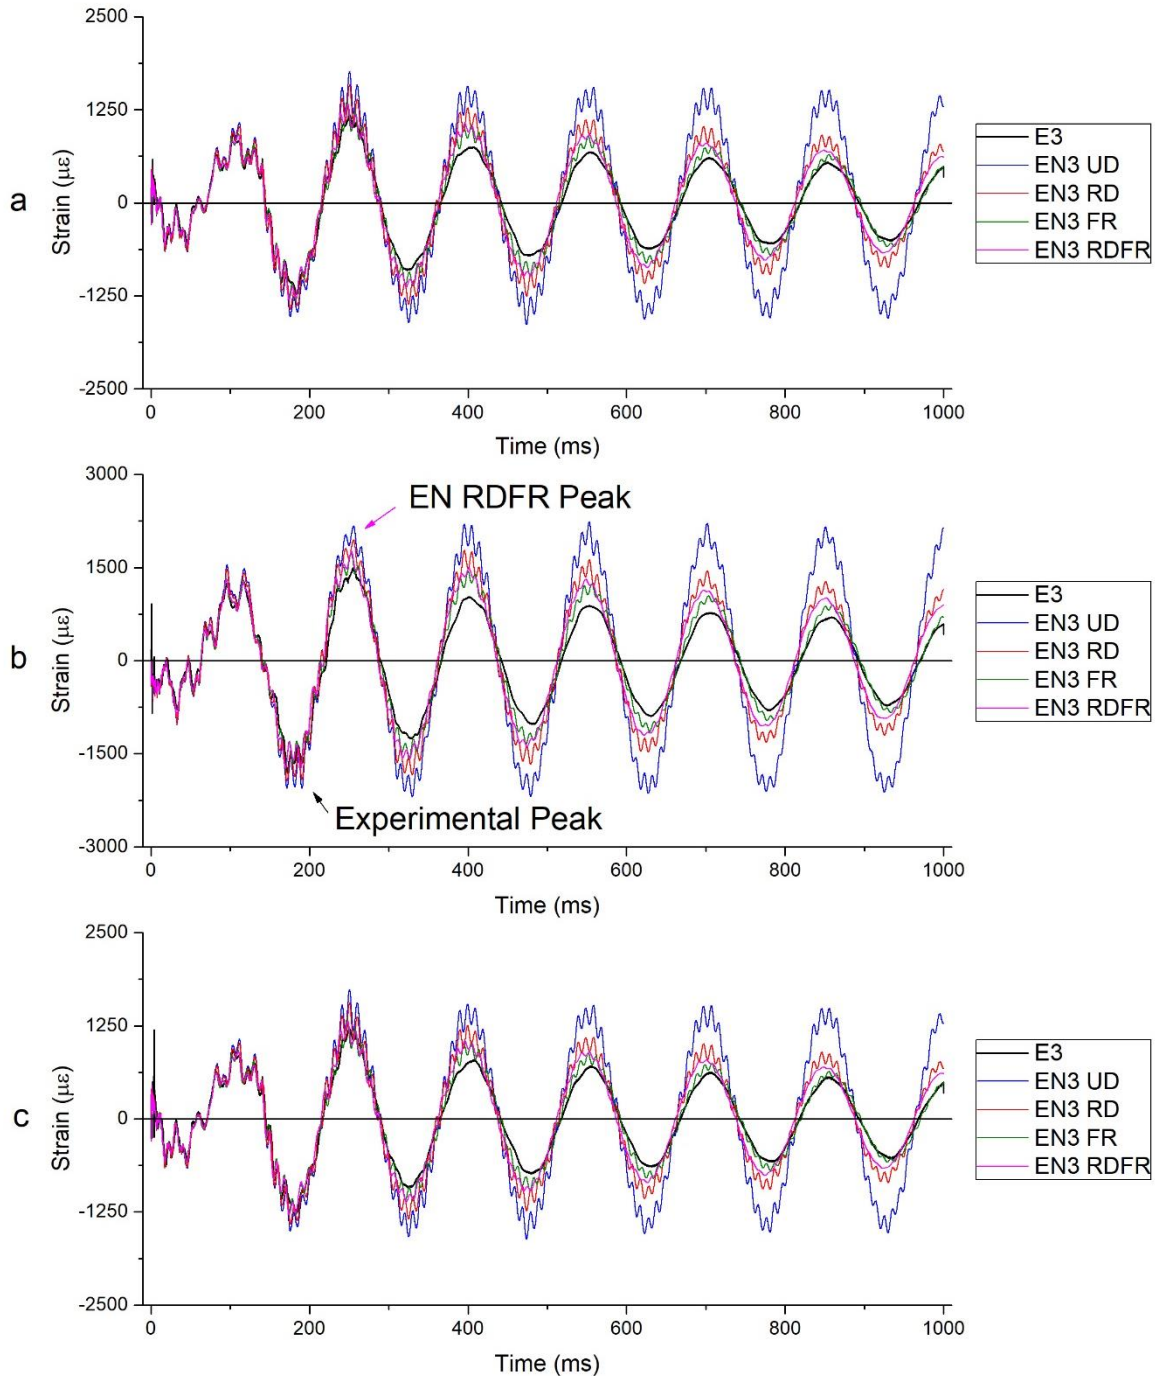 a
Strain (με)
2500
1250
0
-1250
-2500
0 200 400 600 800 1000
Time (ms)
E3
EN3 UD
EN3 RD
EN3 FR
EN3 RDFR
b
Strain (με)
3000
1500
0
-1500
-3000
EN RDFR Peak
Experimental Peak
0 200 400 600 800 1000
Time (ms)
E3
EN3 UD
EN3 RD
EN3 FR
EN3 RDFR
c
Strain (με)
2500
1250
0
-1250
-2500
0 200 400 600 800 1000
Time (ms)
E3
EN3 UD
EN3 RD
EN3 FR
EN3 RDFR